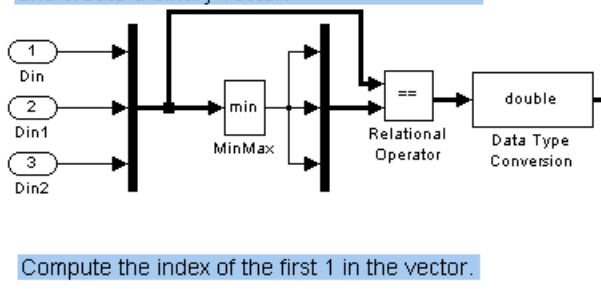 1
Din
2
Din1
3
Din2
min
MinMax
==
Relational
Operator
double
Data Type
Conversion
Compute the index of the first 1 in the vector.